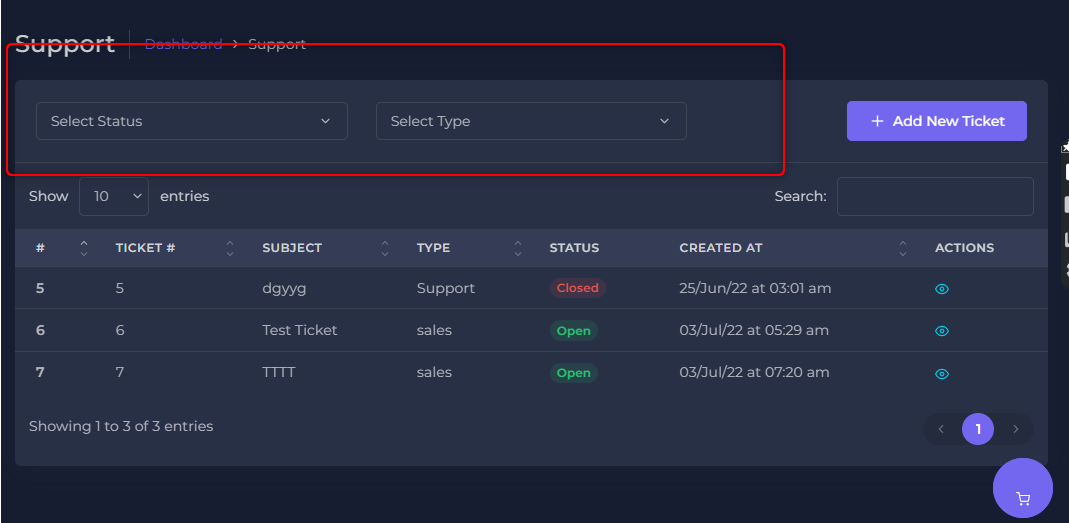 Support Dashboard > Support
Select Status Select Type + Add New Ticket
Show 10 entries Search:
# TICKET # SUBJECT TYPE STATUS CREATED AT ACTIONS
5 5 dgyyg Support Closed 25/Jun/22 at 03:01 am
6 6 Test Ticket sales Open 03/Jul/22 at 05:29 am
7 7 TTTT sales Open 03/Jul/22 at 07:20 am
Showing 1 to 3 of 3 entries < 1 >